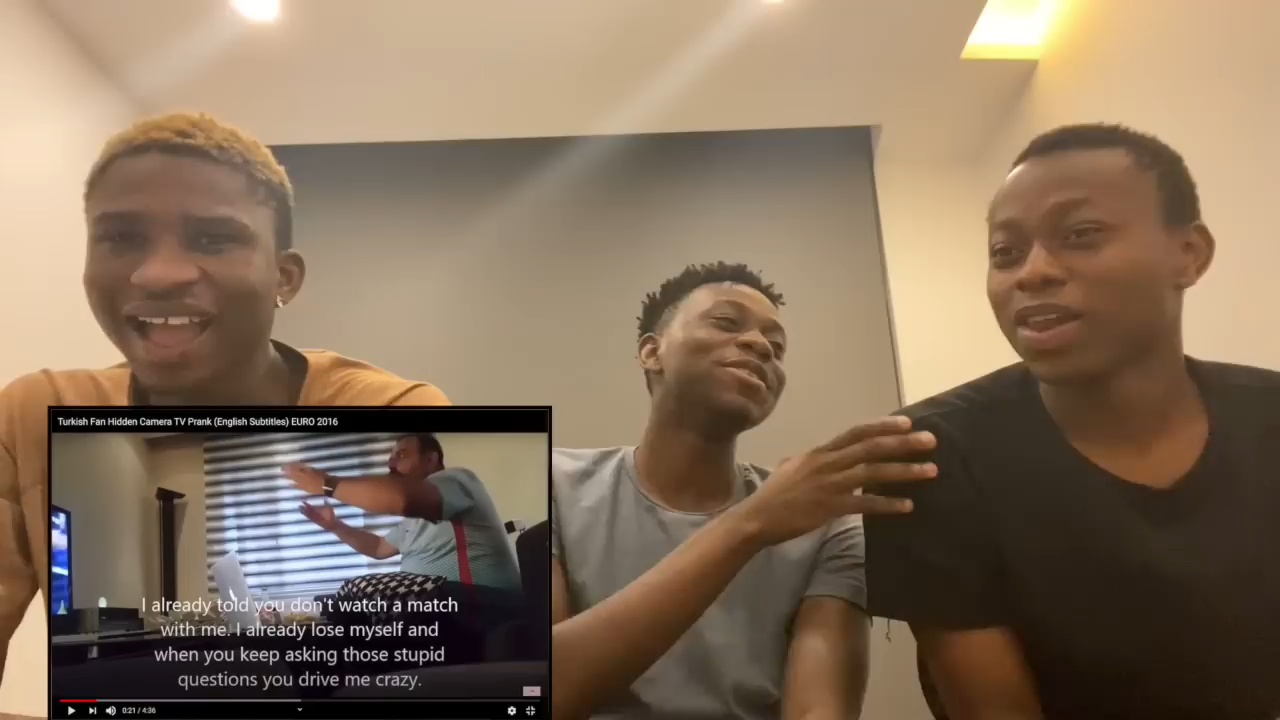 Turkish Fan Hidden Camera TV Prank (English Subtitles) EURO 2016
I already told you don't watch a match
with me. I already lose myself and
when you keep asking those stupid
questions you drive me crazy.
0:21 / 4:36